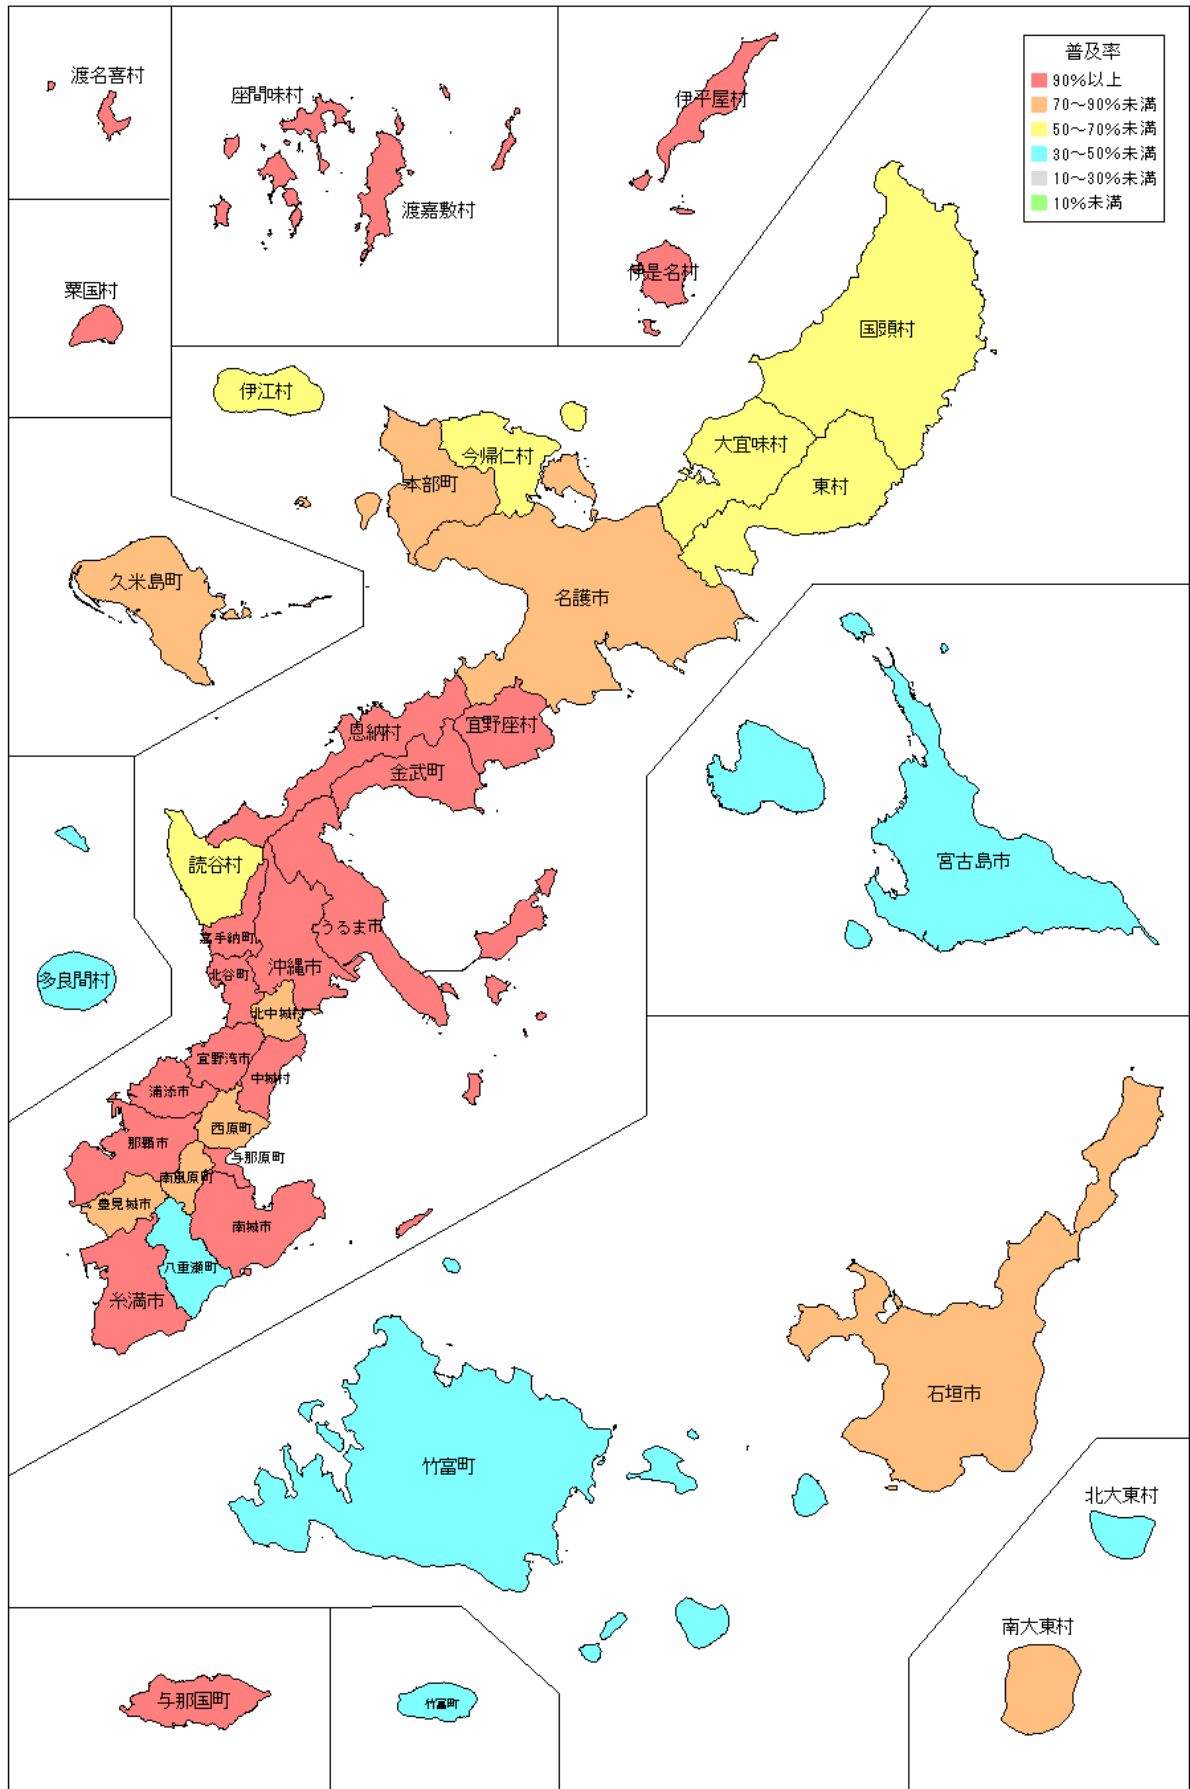 渡名喜村
座間味村
渡嘉敷村
伊平屋村
伊是名村
普及率
90%以上
70～90%未満
50～70%未満
30～50%未満
10～30%未満
10%未満
粟国村
国頭村
伊江村
大宜味村
今帰仁村
本部町
東村
久米島町
名護市
恩納村
宜野座村
金武町
読谷村
宮古島市
うるま市
嘉手納町
沖縄市
北谷町
多良間村
北中城村
宜野湾市
中城村
浦添市
西原町
那覇市
与那原町
南風原町
豊見城市
南城市
八重瀬町
糸満市
石垣市
竹富町
北大東村
南大東村
与那国町
竹富町